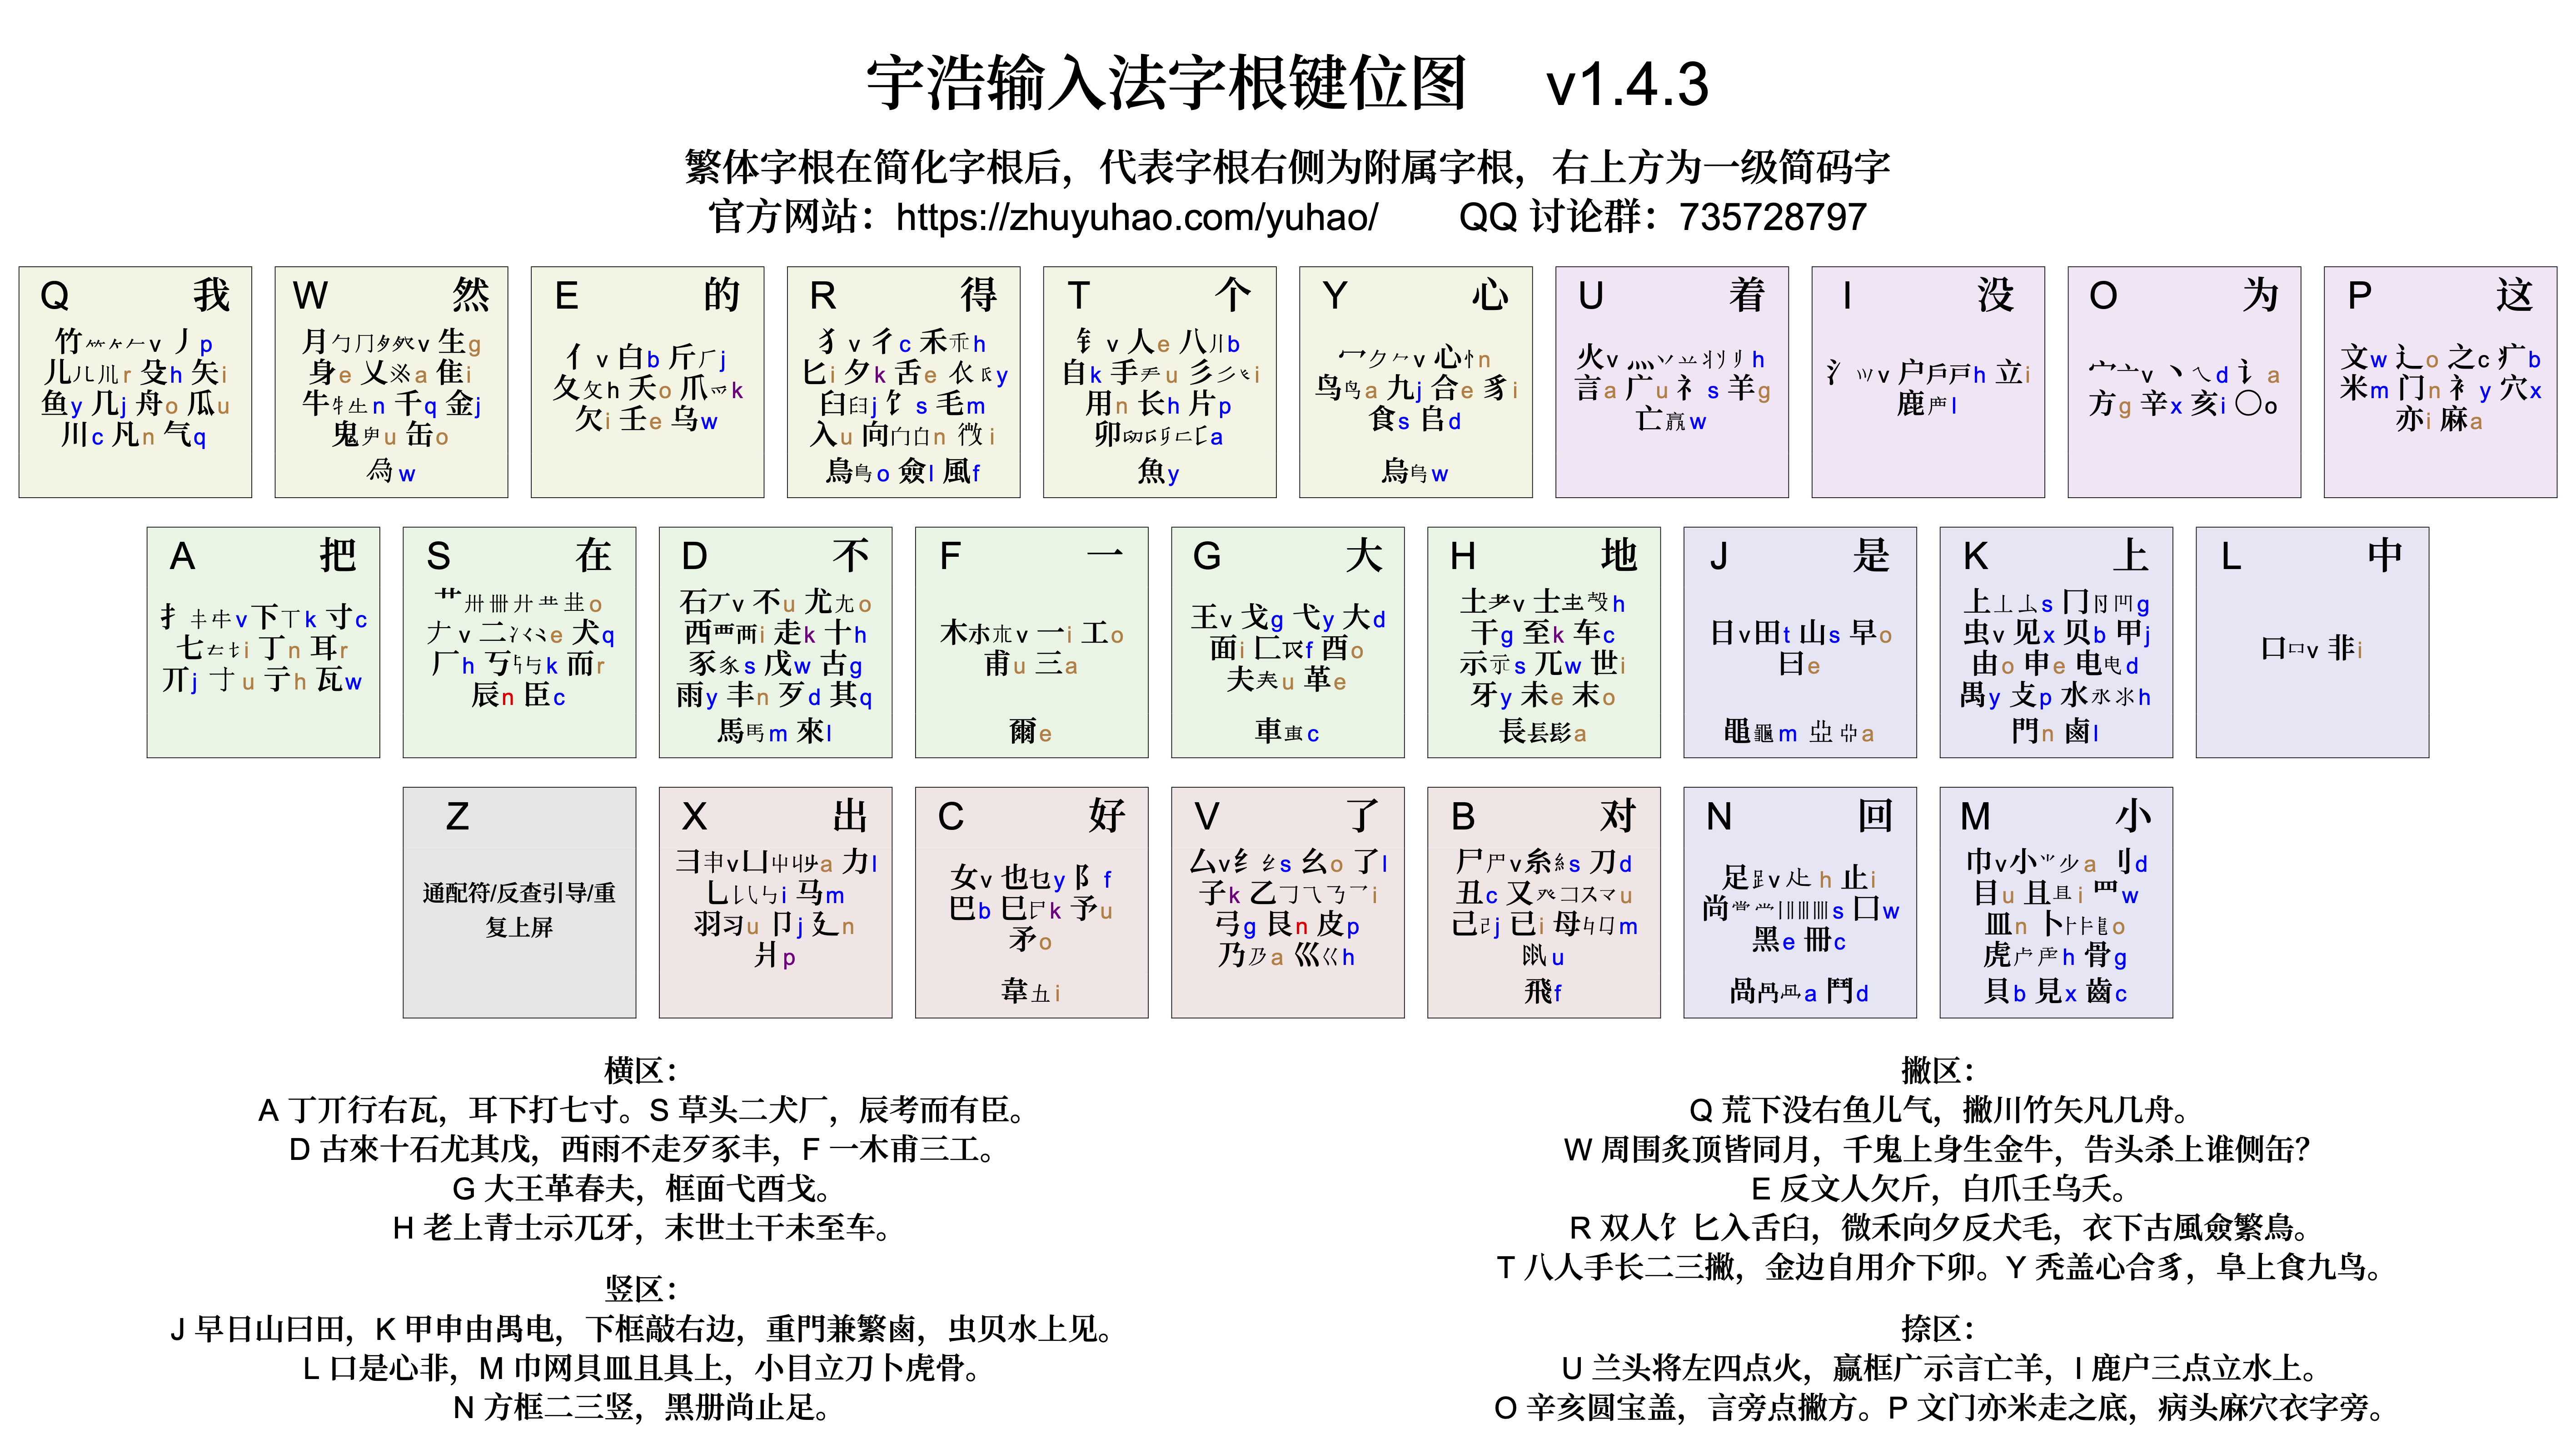 宇浩输入法字根键位图 v1.4.3
繁体字根在简化字根后，代表字根右侧为附属字根，右上方为一级简码字
官方网站：https://zhuyuhao.com/yuhao/ QQ 讨论群：735728797
Q 我
竹v 丿p
儿r 殳h 矢i
鱼y 几j 舟o 瓜u
川c 凡n 气q
W 然
月勹冂v 生g
身e 乂a 隹i
牛n 千q 金j
鬼u 缶o
為w
E 的
亻v 白b 斤j
夂攵h 夭o 爪爫k
欠i 壬e 乌w
R 得
犭v 彳c 禾h
匕i 夕k 舌e 衣y
臼j 饣s 毛m
入u 向n 微i
鳥o 僉l 風f
T 个
钅v 人e 八b
自k 手u 彡i
用n 长h 片p
卯a
魚y
Y 心
冖v 心忄n
鸟a 九j 合e 豸i
食s 𠂤d
烏w
U 着
火v 灬丷丬h
言a 广u 礻s 羊g
亡w
I 没
氵v 户戶戸h 立i
鹿l
O 为
宀亠v 丶乀d 讠a
方g 辛x 亥i 〇o
P 这
文w 辶o 之c 疒b
米m 门n 衤y 穴x
亦i 麻a
A 把
扌v 下k 寸c
七i 丁n 耳r
丌j u 亍h 瓦w
S 在
艹卅卌廾龷o
𠂇v 二冫e 犬q
厂h 丂k 而r
辰n 臣c
D 不
石丆v 不u 尤o
西覀i 走k 十h
豕s 戊w 古g
雨y 丰n 歹d 其q
馬m 來l
F 一
木v 一i 工o
甫u 三a
爾e
G 大
王v 戈g 弋y 大d
面i 匚f 酉o
夫u 革e
車c
H 地
土耂v 士龶h
干g 至k 车c
示s 兀w 世i
牙y 未e 末o
長镸髟a
J 是
日v 田t 山s 早o
曰e
黽m 亞a
K 上
上s 冂g
虫v 见x 贝b 甲j
由o 申e 电d
禺y 攴p 水氺h
門n 鹵l
L 中
口v 非i
Z
通配符/反查引导/重
复上屏
X 出
彐v 凵a 力l
乚i 马m
羽习u 卩j 廴n
爿p
C 好
女v 也y 阝f
巴b 巳k 予u
矛o
韋i
V 了
厶v 纟s 幺o 了l
子k 乙i
弓g 艮n 皮p
乃a 巛h
B 对
尸v 糸s 刀d
丑c 又u
己j 已i 母m
u
飛f
N 回
足v h 止i
尚s 囗w
黑e 冊c
咼a 鬥d
M 小
巾v 小a 刂d
目u 且i 罒w
皿n 卜o
虎h 骨g
貝b 見x 齒c
横区：
A 丁丌行右瓦，耳下打七寸。S 草头二犬厂，辰考而有臣。
D 古來十石尤其戊，西雨不走歹豕丰，F 一木甫三工。
G 大王革春夫，框面弋酉戈。
H 老上青士示兀牙，末世土干未至车。
竖区：
J 早日山曰田，K 甲申由禺电，下框敲右边，重門兼繁鹵，虫贝水上见。
L 口是心非，M 巾网貝皿且具上，小目立刀卜虎骨。
N 方框二三竖，黑册尚止足。
撇区：
Q 荒下没右鱼儿气，撇川竹矢凡几舟。
W 周围炙顶皆同月，千鬼上身生金牛，告头杀上谁侧缶？
E 反文人欠斤，白爪壬乌夭。
R 双人饣匕入舌臼，微禾向夕反犬毛，衣下古風僉繁鳥。
T 八人手长二三撇，金边自用介下卯。Y 秃盖心合豸，阜上食九鸟。
捺区：
U 兰头将左四点火，赢框广示言亡羊，I 鹿户三点立水上。
O 辛亥圆宝盖，言旁点撇方。P 文门亦米走之底，病头麻穴衣字旁。